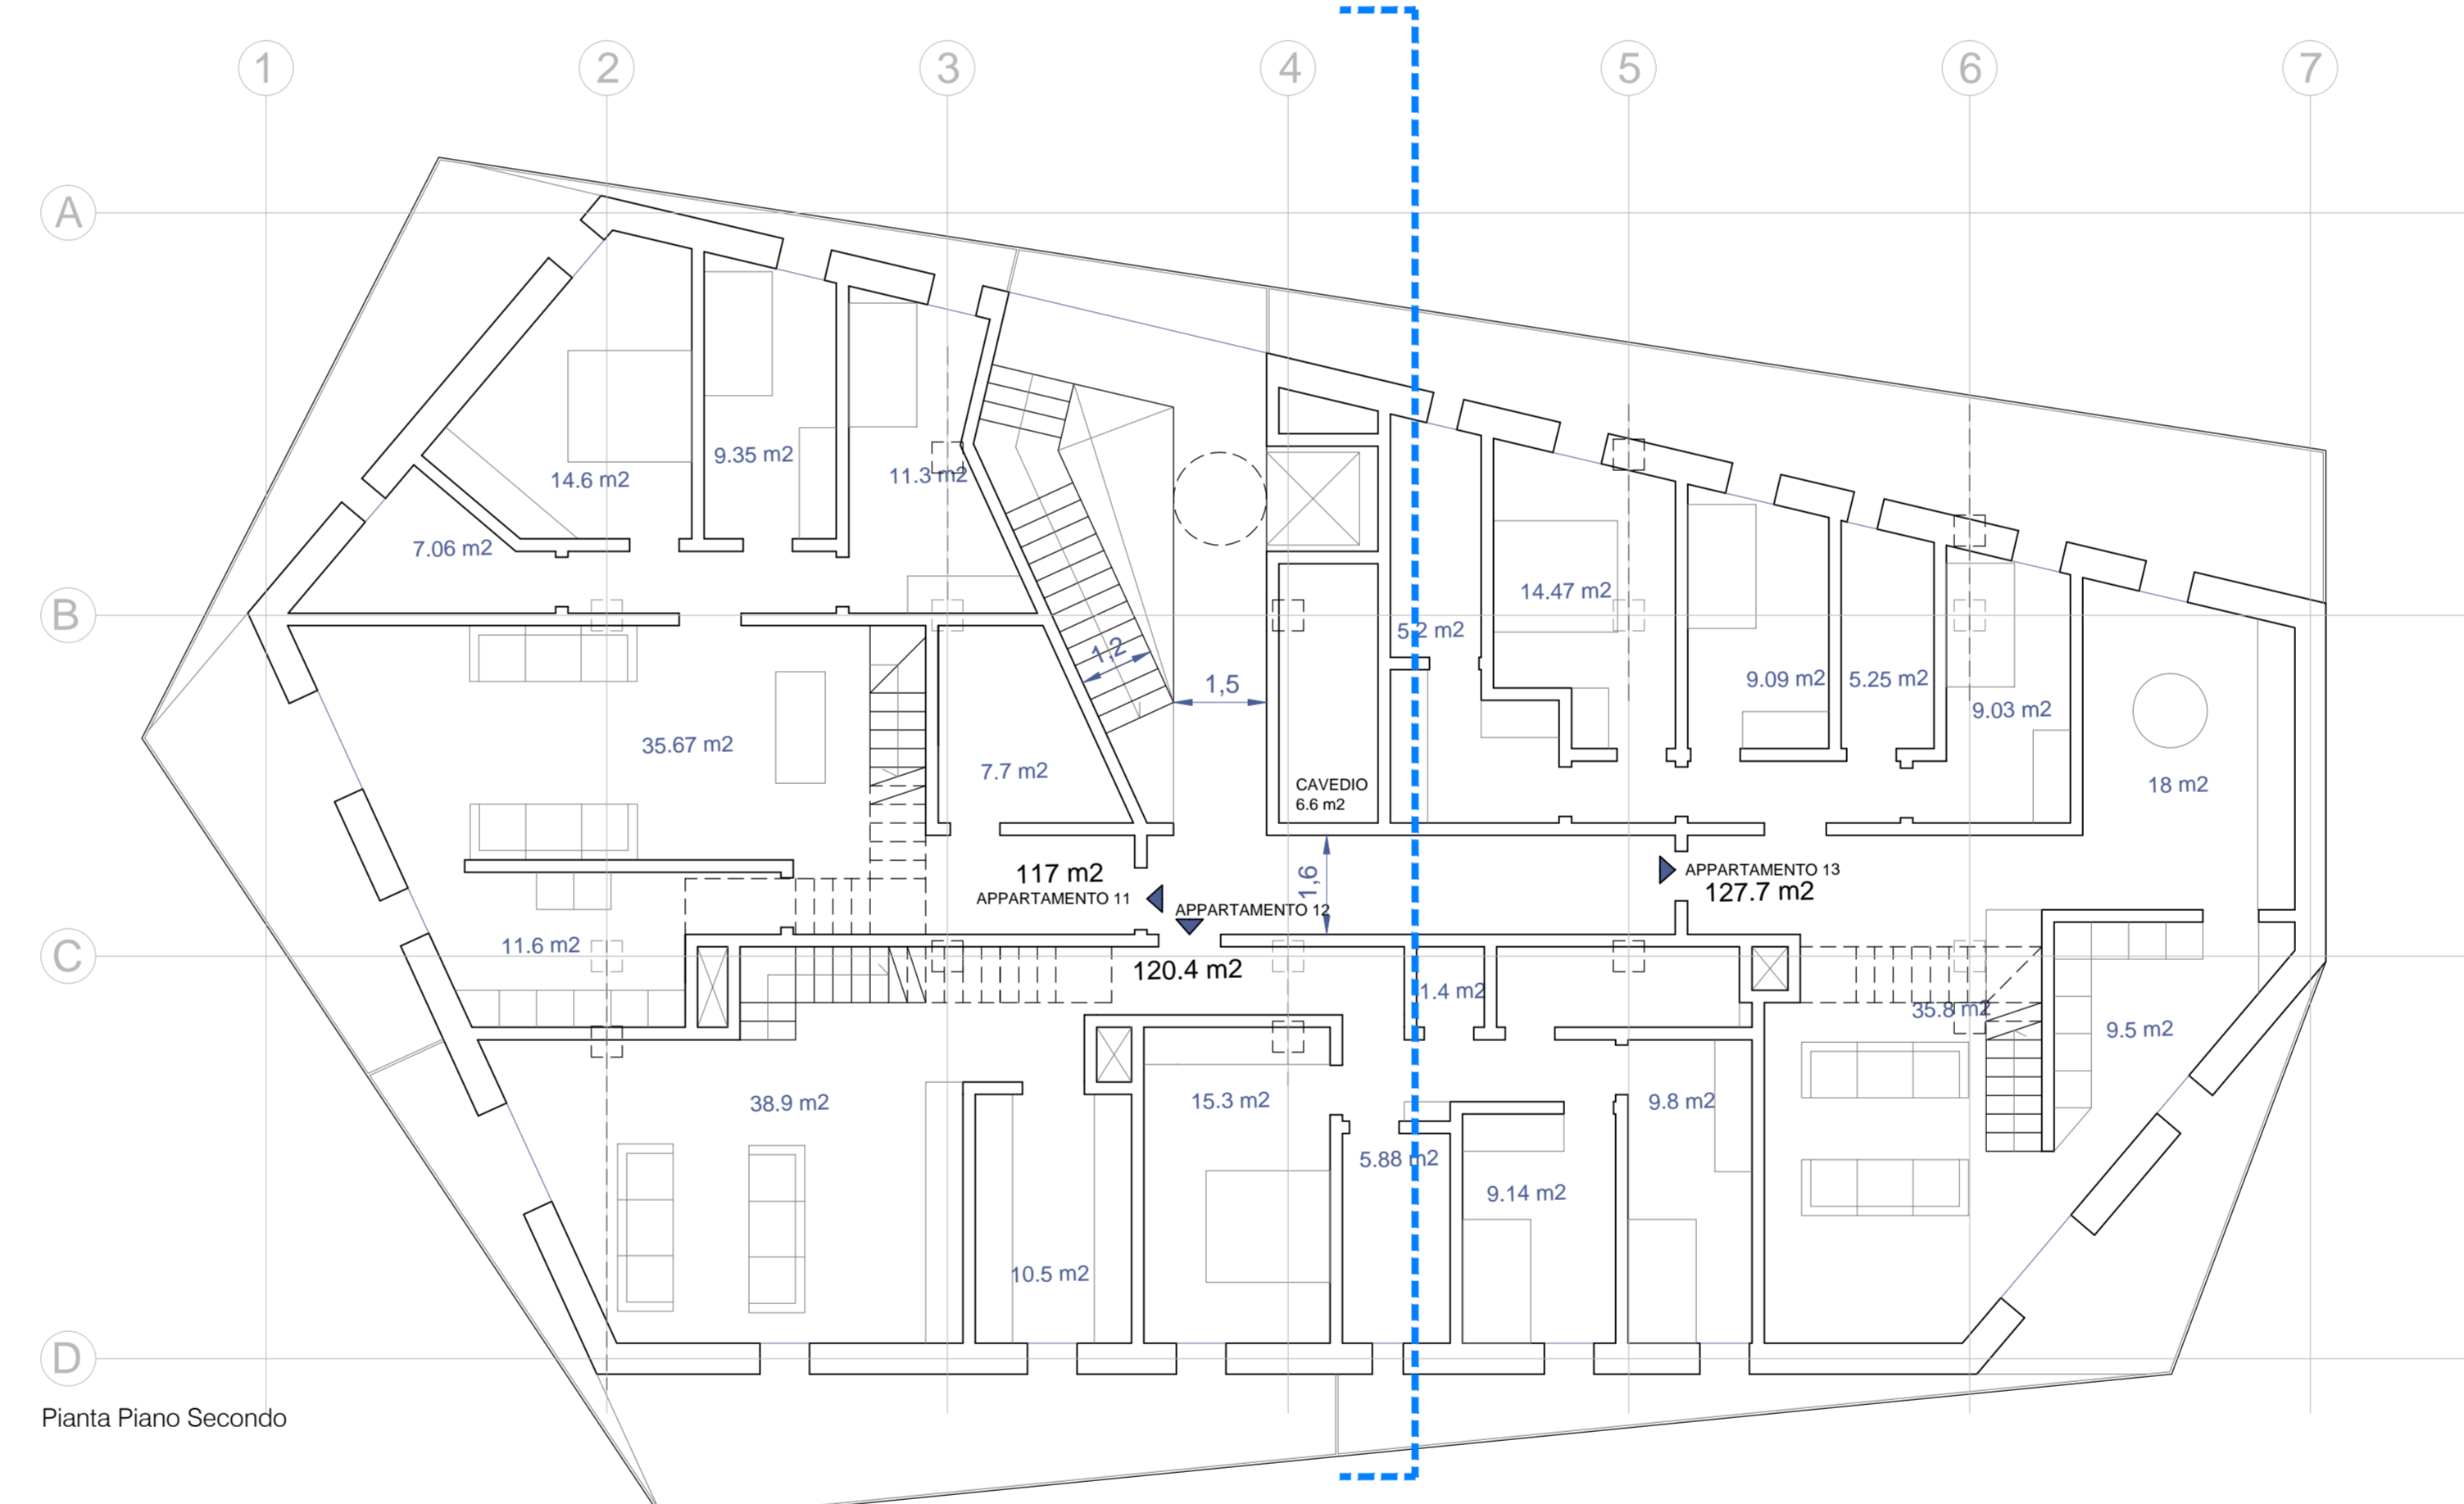 1 2 3 4 5 6 7
A
14.6 m2
9.35 m2
11.3 m2
7.06 m2
14.47 m2
B
5.2 m2
1,2
1,5
9.09 m2
5.25 m2
9.03 m2
35.67 m2
7.7 m2
CAVEDIO
6.6 m2
18 m2
117 m2
APPARTAMENTO 11
APPARTAMENTO 12
1,6
APPARTAMENTO 13
127.7 m2
C
11.6 m2
120.4 m2
1.4 m2
35.8 m2
9.5 m2
38.9 m2
15.3 m2
9.8 m2
5.88 m2
9.14 m2
10.5 m2
D
Pianta Piano Secondo